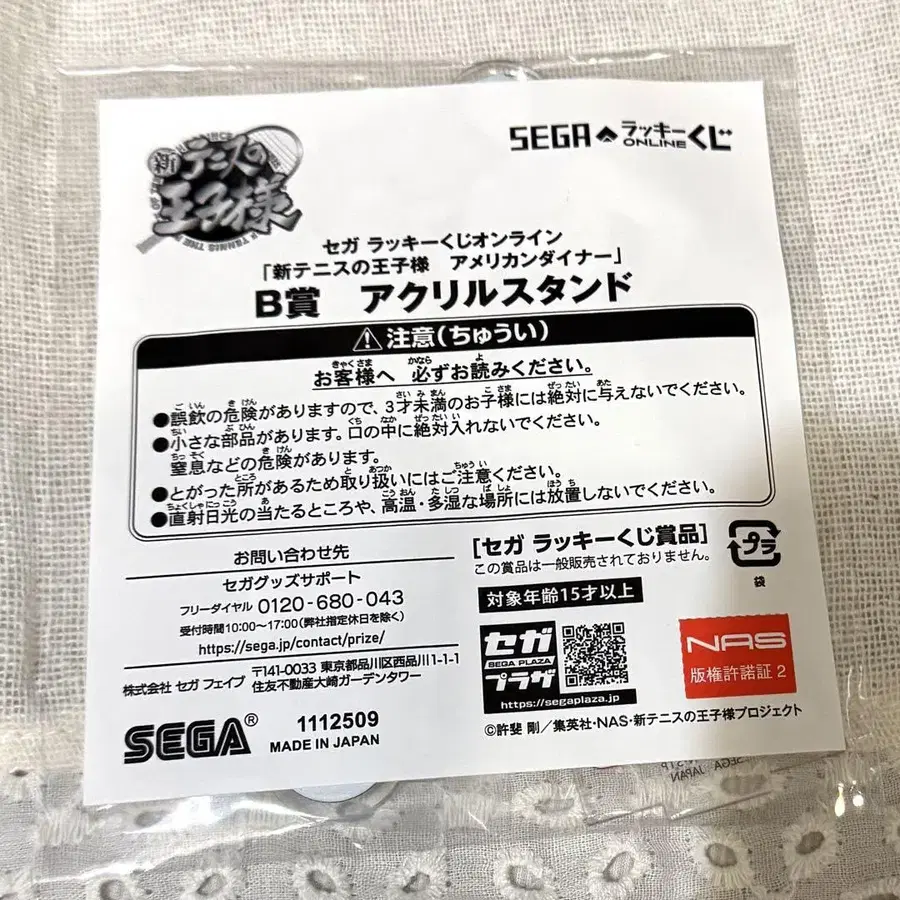 新テニスの
王子様
SEGA ラッキーくじ
ONLINE
セガ ラッキーくじオンライン
「新テニスの王子様 アメリカンダイナー」
B賞 アクリルスタンド
注意(ちゅうい)
お客様へ 必ずお読みください。
●誤飲の危険がありますので、3才未満のお子様には絶対に与えないでください。
●小さな部品があります。口の中に絶対入れないでください。
窒息などの危険があります。
●とがった所があるため取り扱いにはご注意ください。
●直射日光の当たるところや、高温・多湿な場所には放置しないでください。
お問い合わせ先
セガグッズサポート
フリーダイヤル 0120-680-043
受付時間10:00〜17:00(弊社指定休日を除く)
https://sega.jp/contact/prize/
株式会社 セガ フェイブ 〒141-0033 東京都品川区西品川1-1-1
住友不動産大崎ガーデンタワー
SEGA® 1112509
MADE IN JAPAN
[セガ ラッキーくじ賞品]
この賞品は一般販売されておりません。
プラ
袋
対象年齢15才以上
セガ
SEGA PLAZA
プラザ
https://segaplaza.jp/
NAS
版権許諾証2
©許斐 剛/集英社・NAS・新テニスの王子様プロジェクト